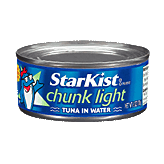 StarKist
chunk light
TUNA IN WATER